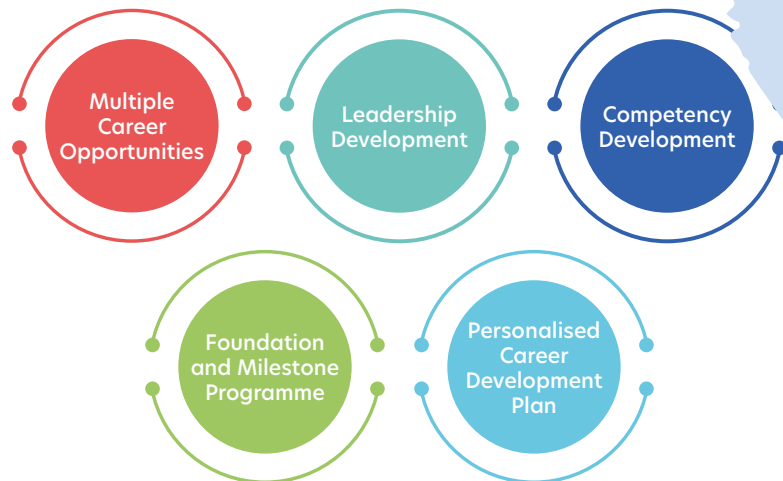 Multiple
Career
Opportunities
Leadership
Development
Competency
Development
Foundation
and Milestone
Programme
Personalised
Career
Development
Plan